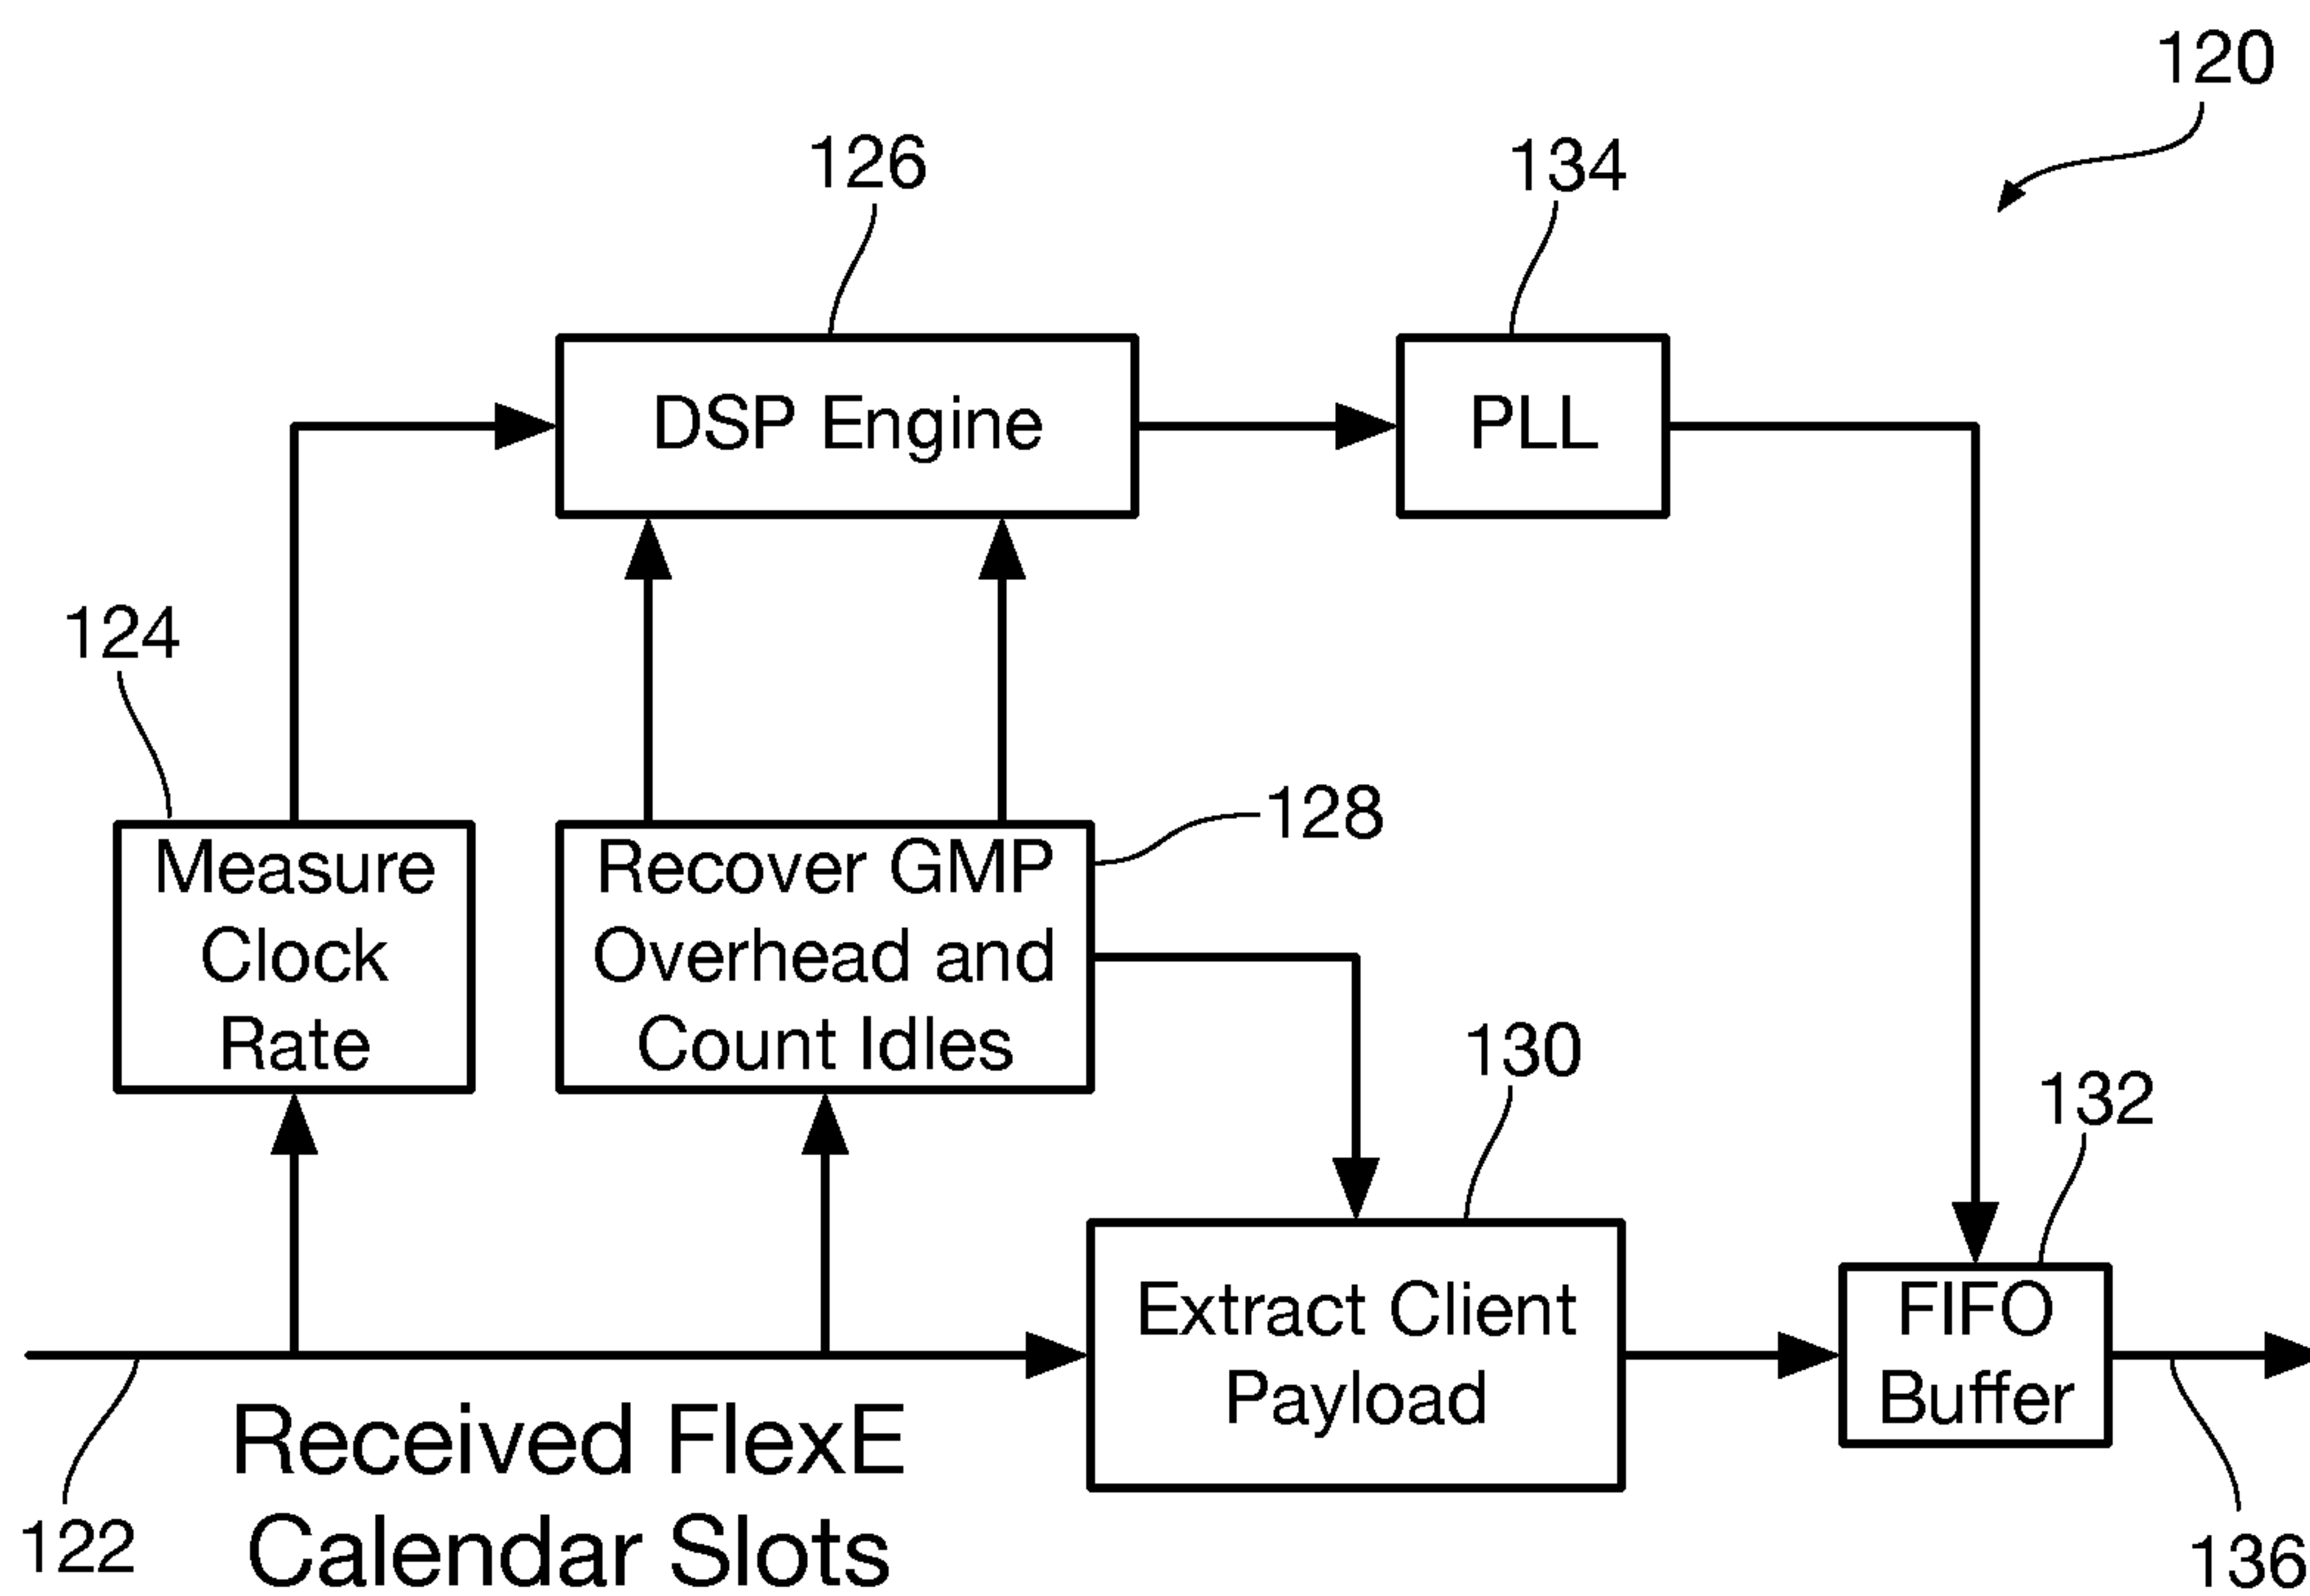 120
126
134
DSP Engine
PLL
124
128
Measure
Clock
Rate
Recover GMP
Overhead and
Count Idles
130
132
Extract Client
Payload
FIFO
Buffer
Received FlexE
Calendar Slots
122
136